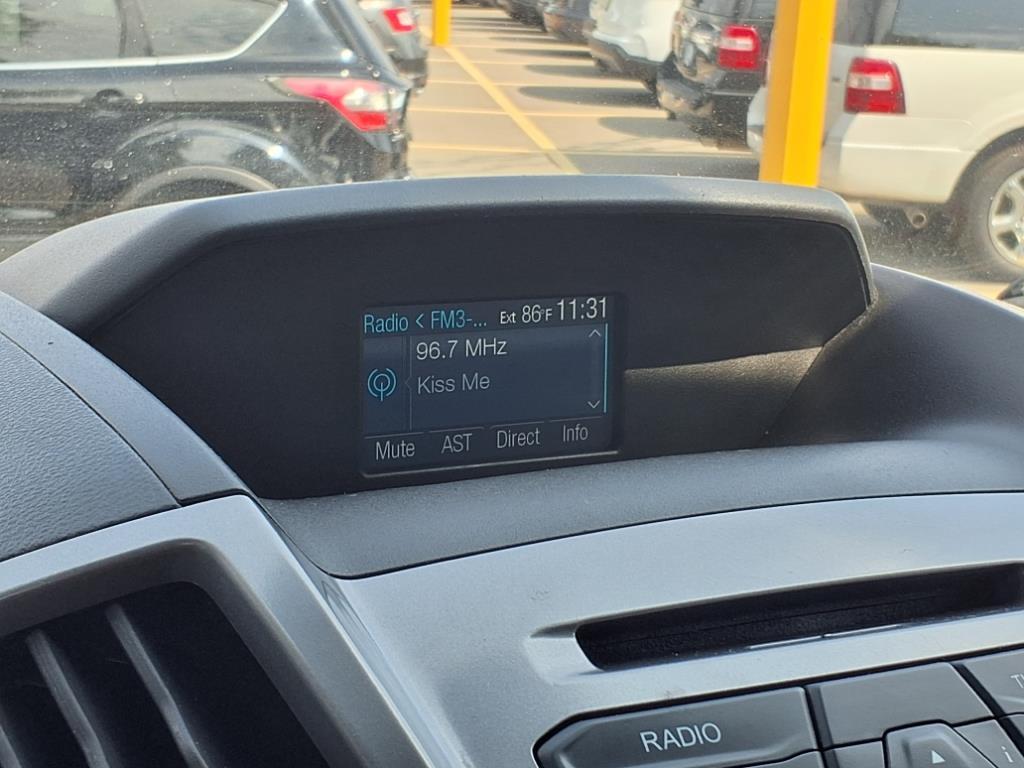 Radio < FM3-... Ext 86°F 11:31
96.7 MHz
Kiss Me
Mute AST Direct Info
RADIO
i